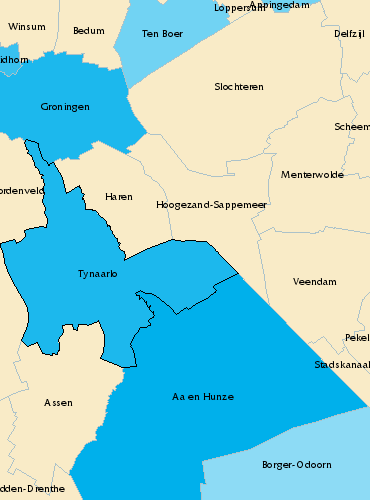 Loppersum
Appingedam
Winsum
Bedum
Ten Boer
Delfzijl
idhorn
Slochteren
Groningen
Scheem
Menterwolde
ordenveld
Haren
Hoogezand-Sappemeer
Tynaarlo
Veendam
Pekel
Stadskanaal
Aa en Hunze
Assen
Borger-Odoorn
dden-Drenthe